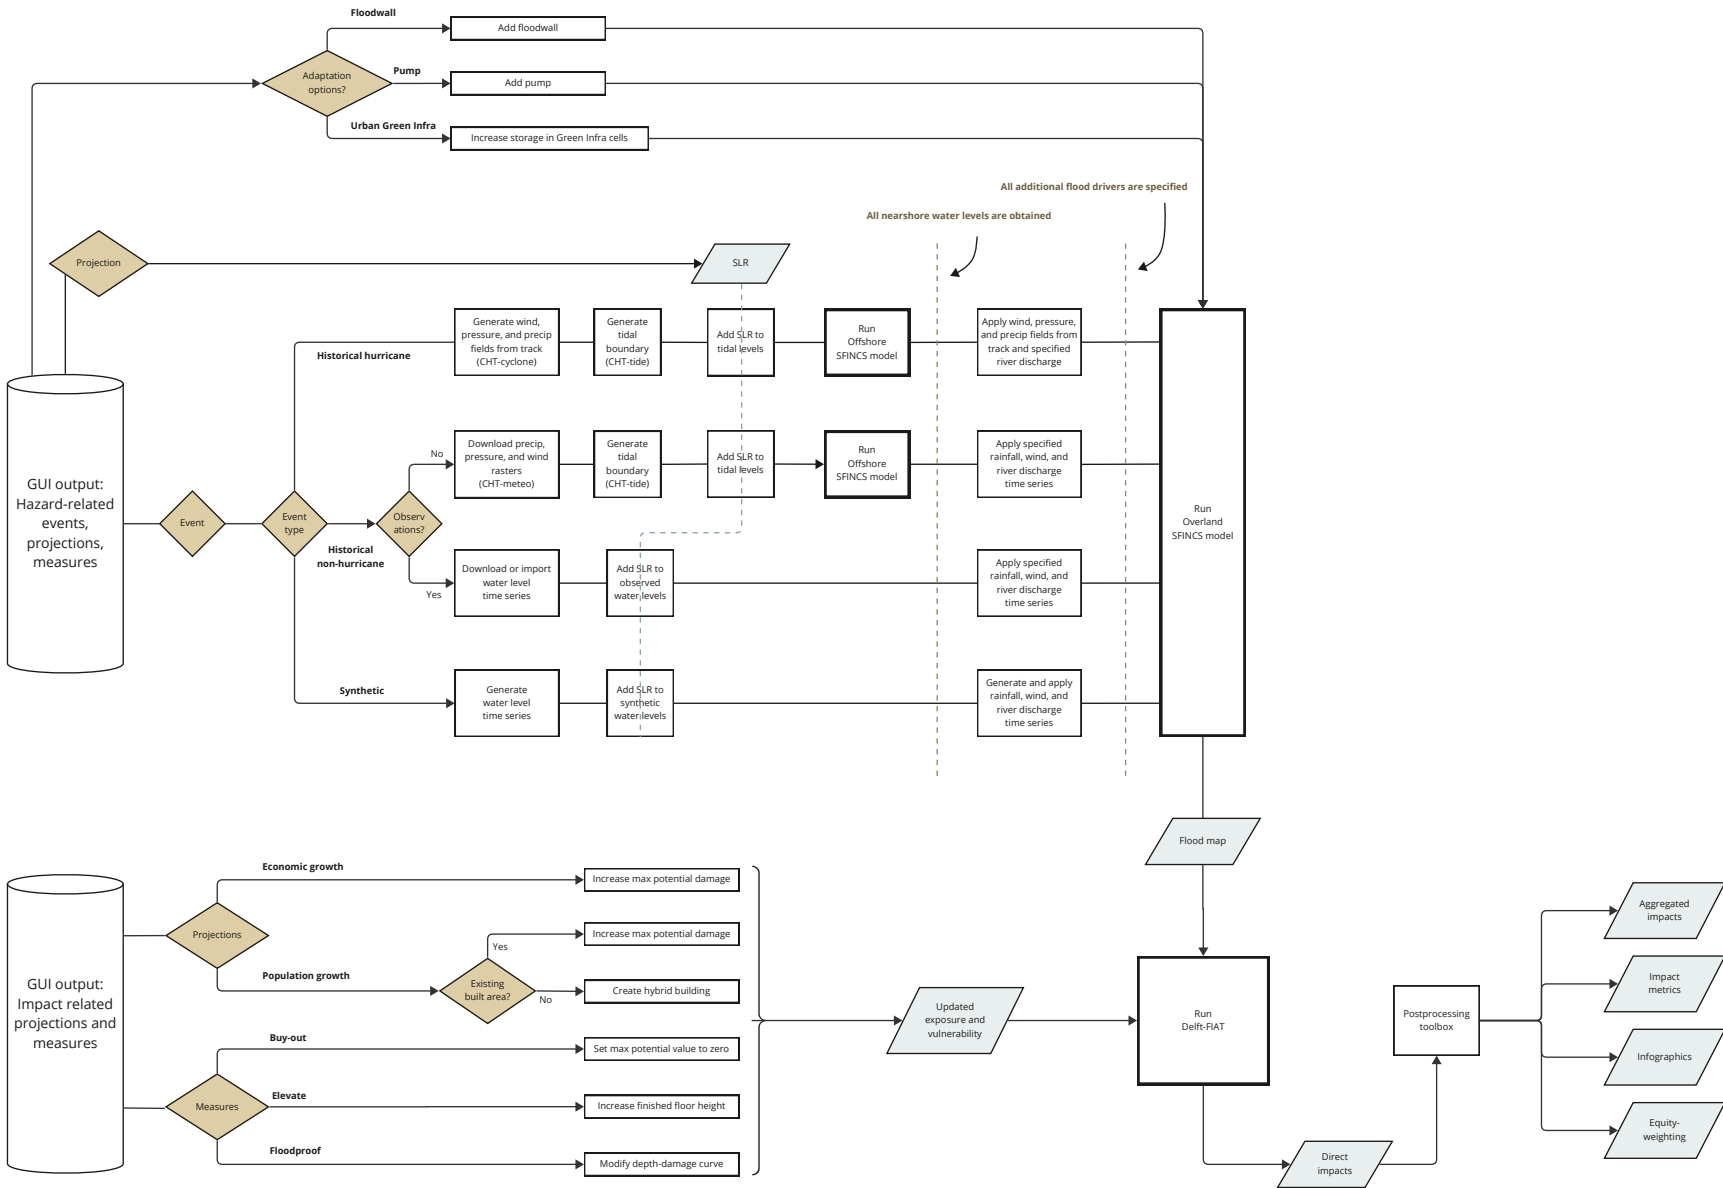 Floodwall
Add floodwall
Adaptation
options?
Pump
Add pump
Urban Green Infra
Increase storage in Green Infra cells
All additional flood drivers are specified
All nearshore water levels are obtained
Projection
SLR
Historical hurricane
Generate wind,
pressure, and precip
fields from track
(CHT-cyclone)
Generate
tidal
boundary
(CHT-tide)
Add SLR to
tidal levels
Run
Offshore
SFINCS model
Apply wind, pressure,
and precip fields from
track and specified
river discharge
GUI output:
Hazard-related
events,
projections,
measures
Event
Event
type
Historical
non-hurricane
Observ
ations?
No
Download precip,
pressure, and wind
rasters
(CHT-meteo)
Generate
tidal
boundary
(CHT-tide)
Add SLR to
tidal levels
Run
Offshore
SFINCS model
Apply specified
rainfall, wind, and
river discharge
time series
Run
Overland
SFINCS model
Yes
Download or import
water level
time series
Add SLR to
observed
water levels
Apply specified
rainfall, wind, and
river discharge
time series
Synthetic
Generate
water level
time series
Add SLR to
synthetic
water levels
Generate and apply
rainfall, wind, and
river discharge
time series
Flood map
GUI output:
Impact related
projections and
measures
Projections
Economic growth
Increase max potential damage
Population growth
Existing
built area?
Yes
Increase max potential damage
No
Create hybrid building
Measures
Buy-out
Set max potential value to zero
Elevate
Increase finished floor height
Floodproof
Modify depth-damage curve
Updated
exposure and
vulnerability
Run
Delft-FIAT
Direct
impacts
Postprocessing
toolbox
Aggregated
impacts
Impact
metrics
Infographics
Equity-
weighting